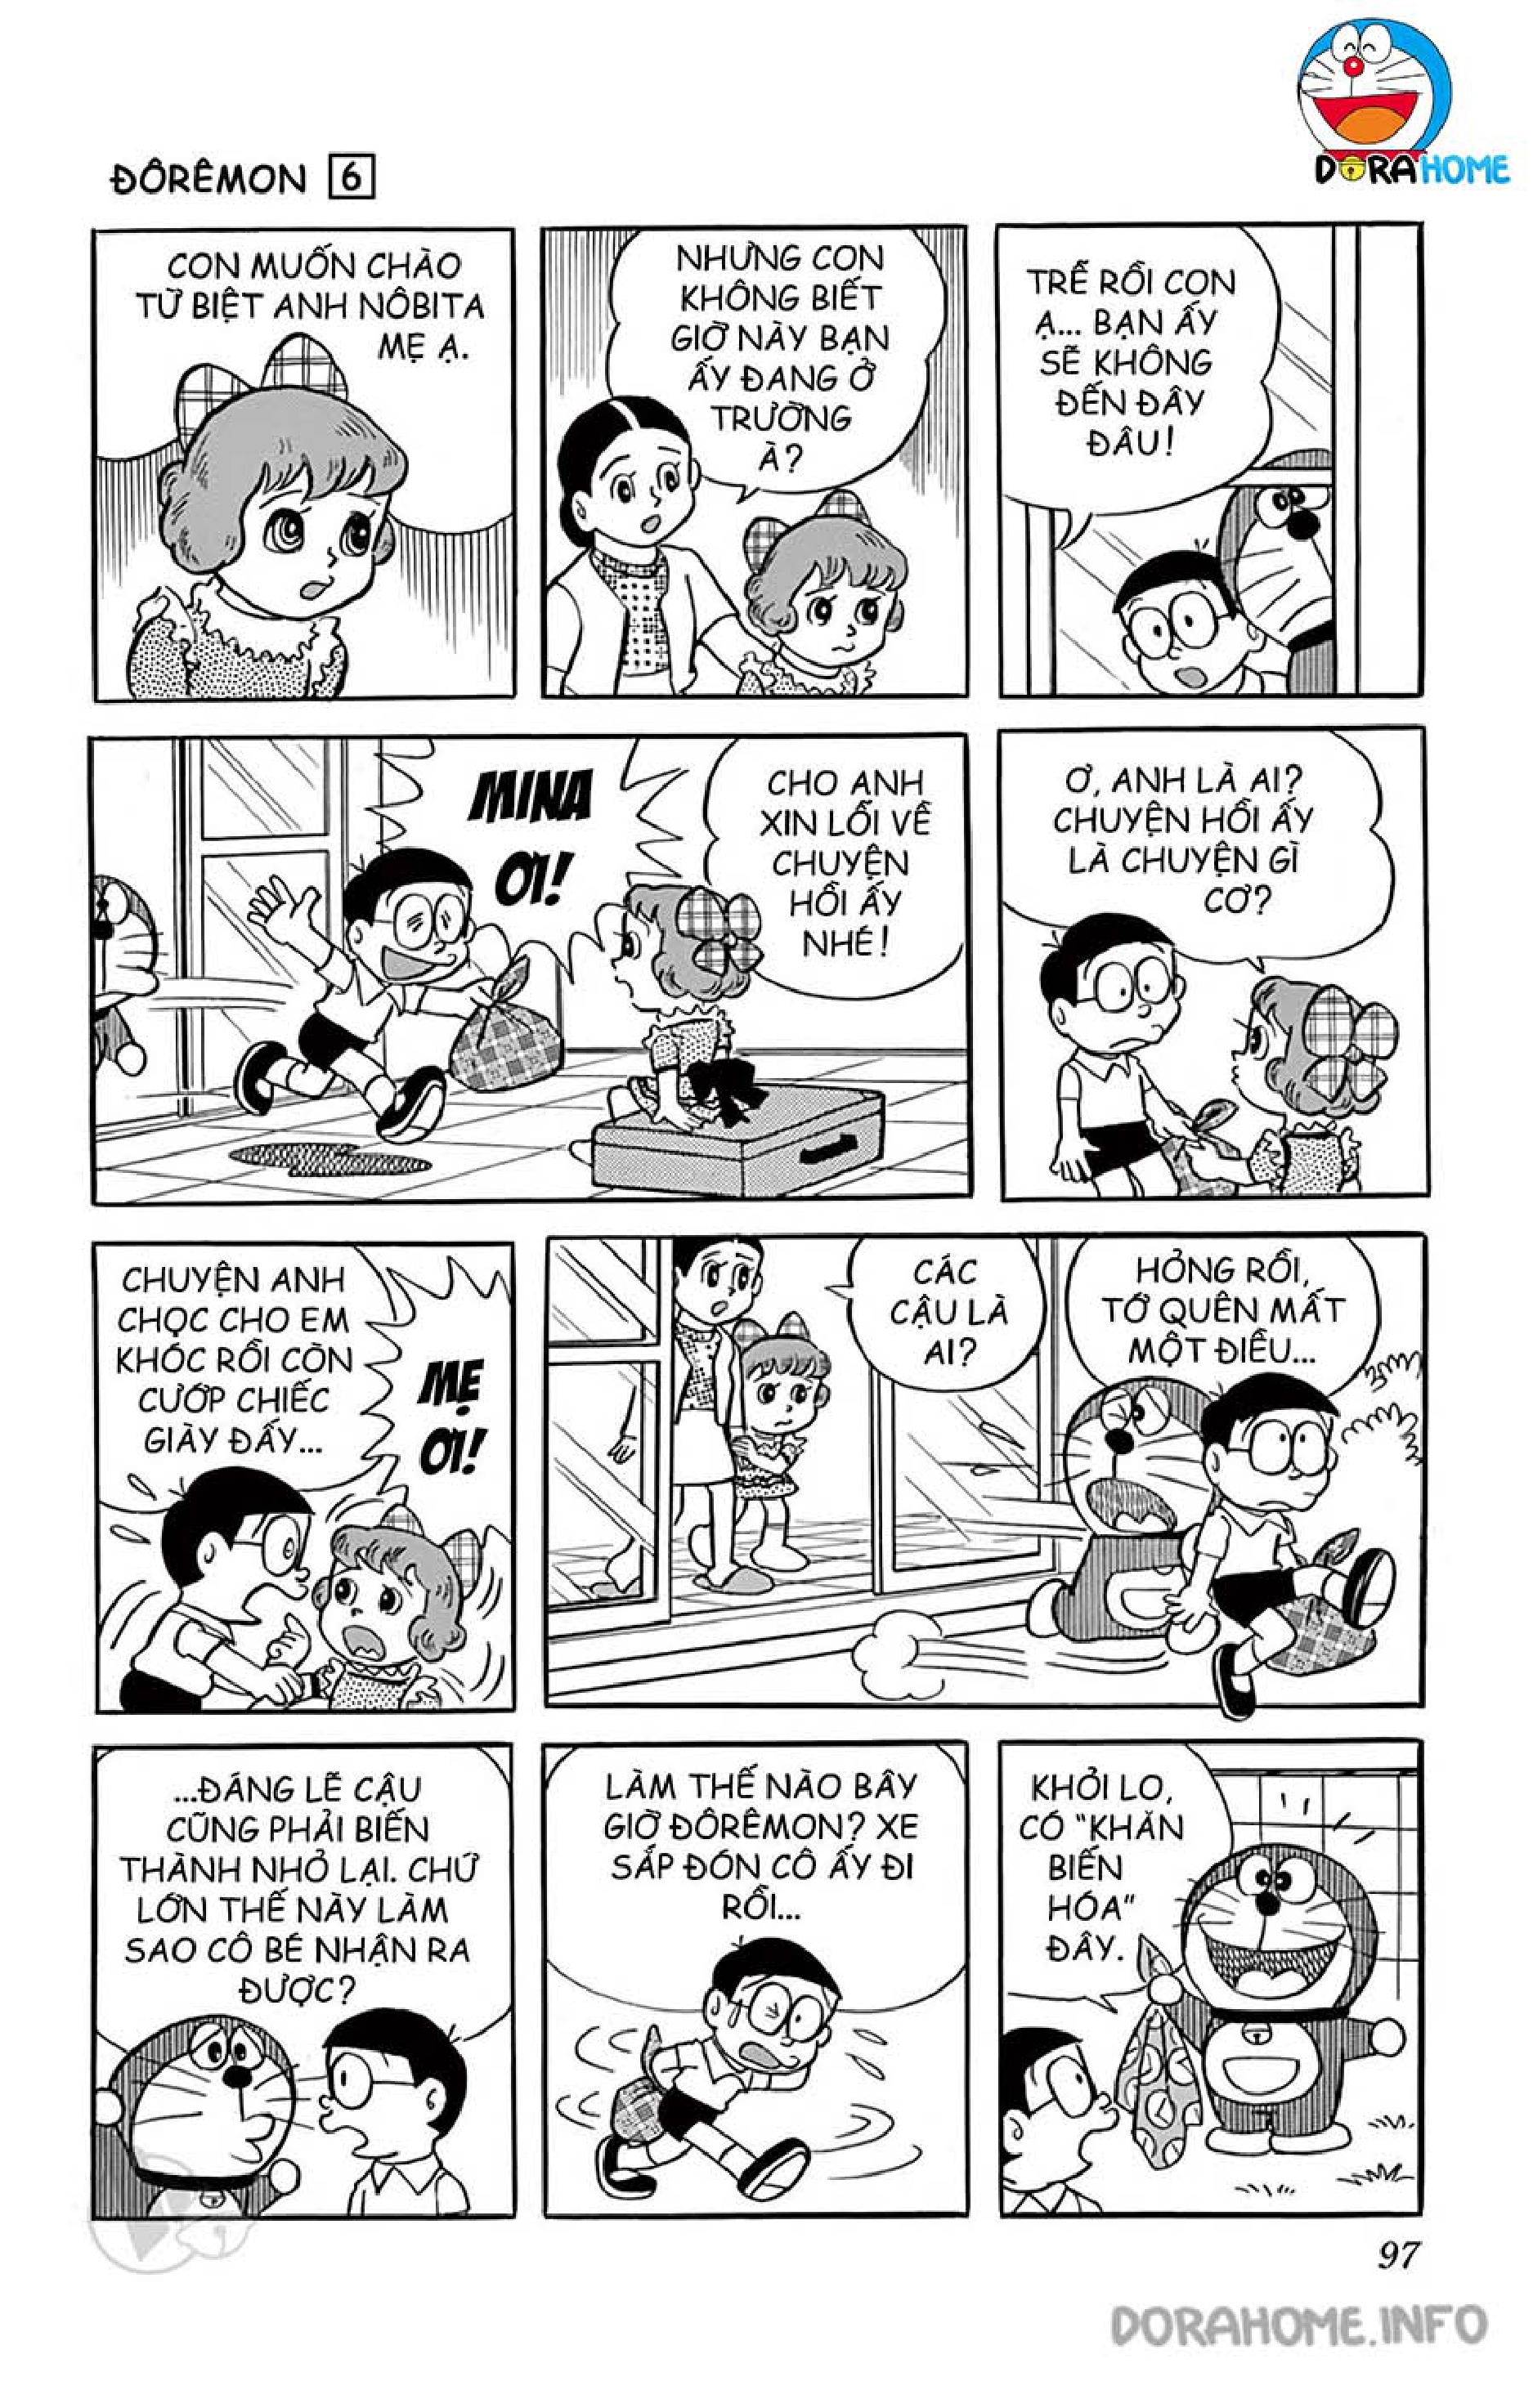 DORAHOME
ĐÔRÊMON 6
CON MUỐN CHÀO
TỪ BIỆT ANH NÔBITA
MẸ Ạ.
NHƯNG CON
KHÔNG BIẾT
GIỜ NÀY BẠN
ẤY ĐANG Ở
TRƯỜNG
À?
TRỄ RỒI CON
Ạ... BẠN ẤY
SẼ KHÔNG
ĐẾN ĐÂY
ĐÂU!
MINA
ƠI!
CHO ANH
XIN LỖI VỀ
CHUYỆN
HỒI ẤY
NHÉ!
Ơ, ANH LÀ AI?
CHUYỆN HỒI ẤY
LÀ CHUYỆN GÌ
CƠ?
CHUYỆN ANH
CHỌC CHO EM
KHÓC RỒI CÒN
CƯỚP CHIẾC
GIÀY ĐẤY...
MẸ
ƠI!
CÁC
CẬU LÀ
AI?
HỎNG RỒI,
TỚ QUÊN MẤT
MỘT ĐIỀU...
...ĐÁNG LẼ CẬU
CŨNG PHẢI BIẾN
THÀNH NHỎ LẠI. CHỨ
LỚN THẾ NÀY LÀM
SAO CÔ BÉ NHẬN RA
ĐƯỢC?
LÀM THẾ NÀO BÂY
GIỜ ĐÔRÊMON? XE
SẮP ĐÓN CÔ ẤY ĐI
RỒI...
KHỎI LO,
CÓ "KHĂN
BIẾN
HÓA"
ĐÂY.
97
DORAHOME.INFO